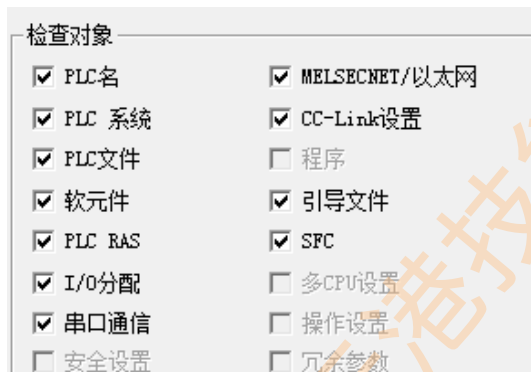 检查对象
PLC名
MELSECNET/以太网
PLC 系统
CC-Link设置
PLC文件
程序
软元件
引导文件
PLC RAS
SFC
I/O分配
多CPU设置
串口通信
操作设置
安全设置
冗余参数
港技